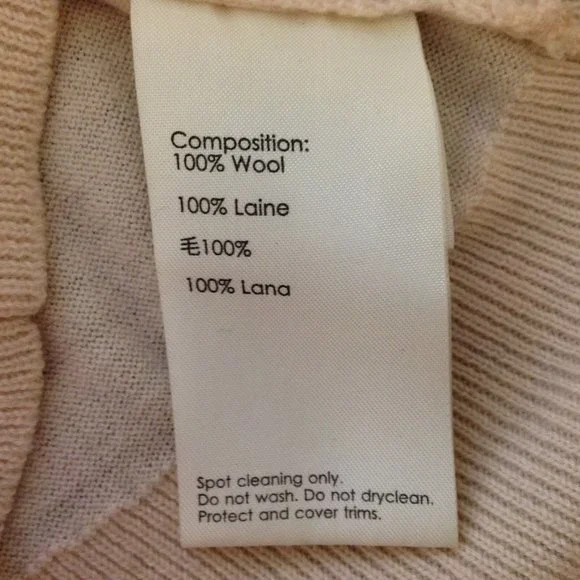 Composition:
100% Wool
100% Laine
毛100%
100% Lana
Spot cleaning only.
Do not wash. Do not dryclean.
Protect and cover trims.